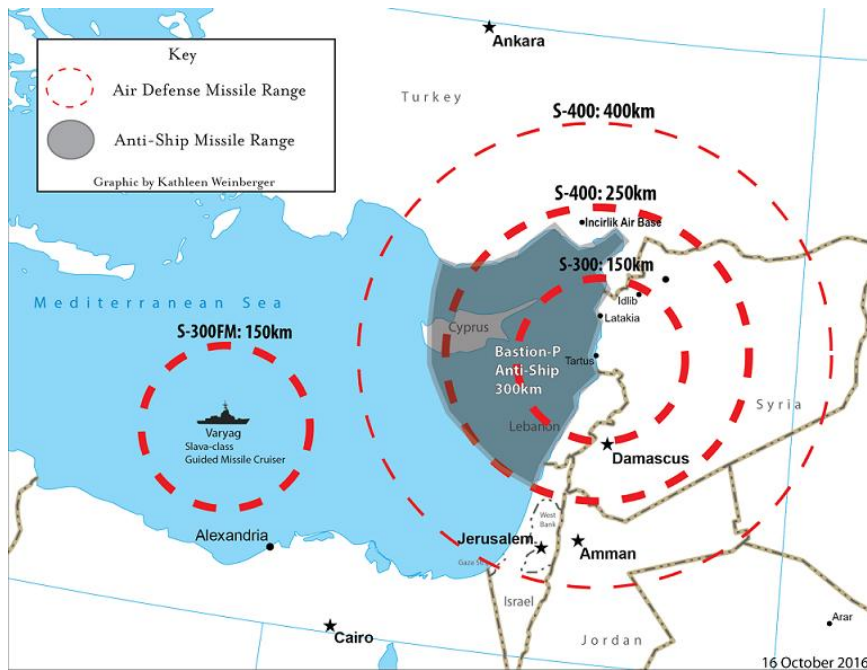 Key
Air Defense Missile Range
Anti-Ship Missile Range
Graphic by Kathleen Weinberger
Ankara
Turkey
S-400: 400km
S-400: 250km
Incirlik Air Base
S-300: 150km
Idlib
Latakia
Mediterranean Sea
Cyprus
S-300FM: 150km
Bastion-P
Anti-Ship
300km
Tartus
Syria
Varyag
Slava-class
Guided Missile Cruiser
Lebanon
Damascus
Alexandria
West
Bank
Jerusalem
Amman
Israel
Cairo
Jordan
Arar
16 October 2016